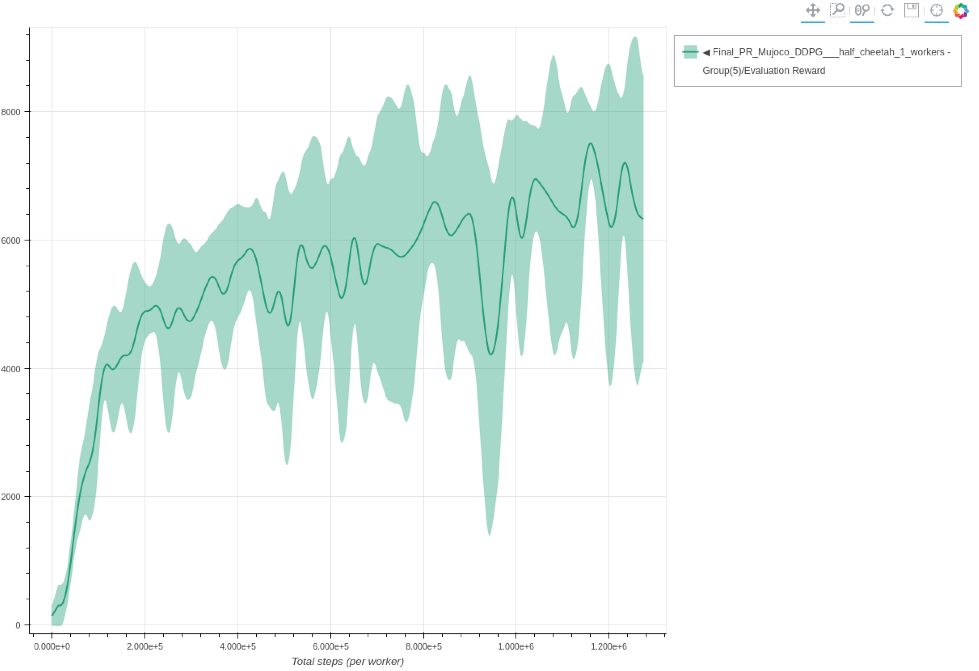 ◀ Final_PR_Mujoco_DDPG___half_cheetah_1_workers -
Group(5)/Evaluation Reward
8000
6000
4000
2000
0
0.000e+0 2.000e+5 4.000e+5 6.000e+5 8.000e+5 1.000e+6 1.200e+6
Total steps (per worker)